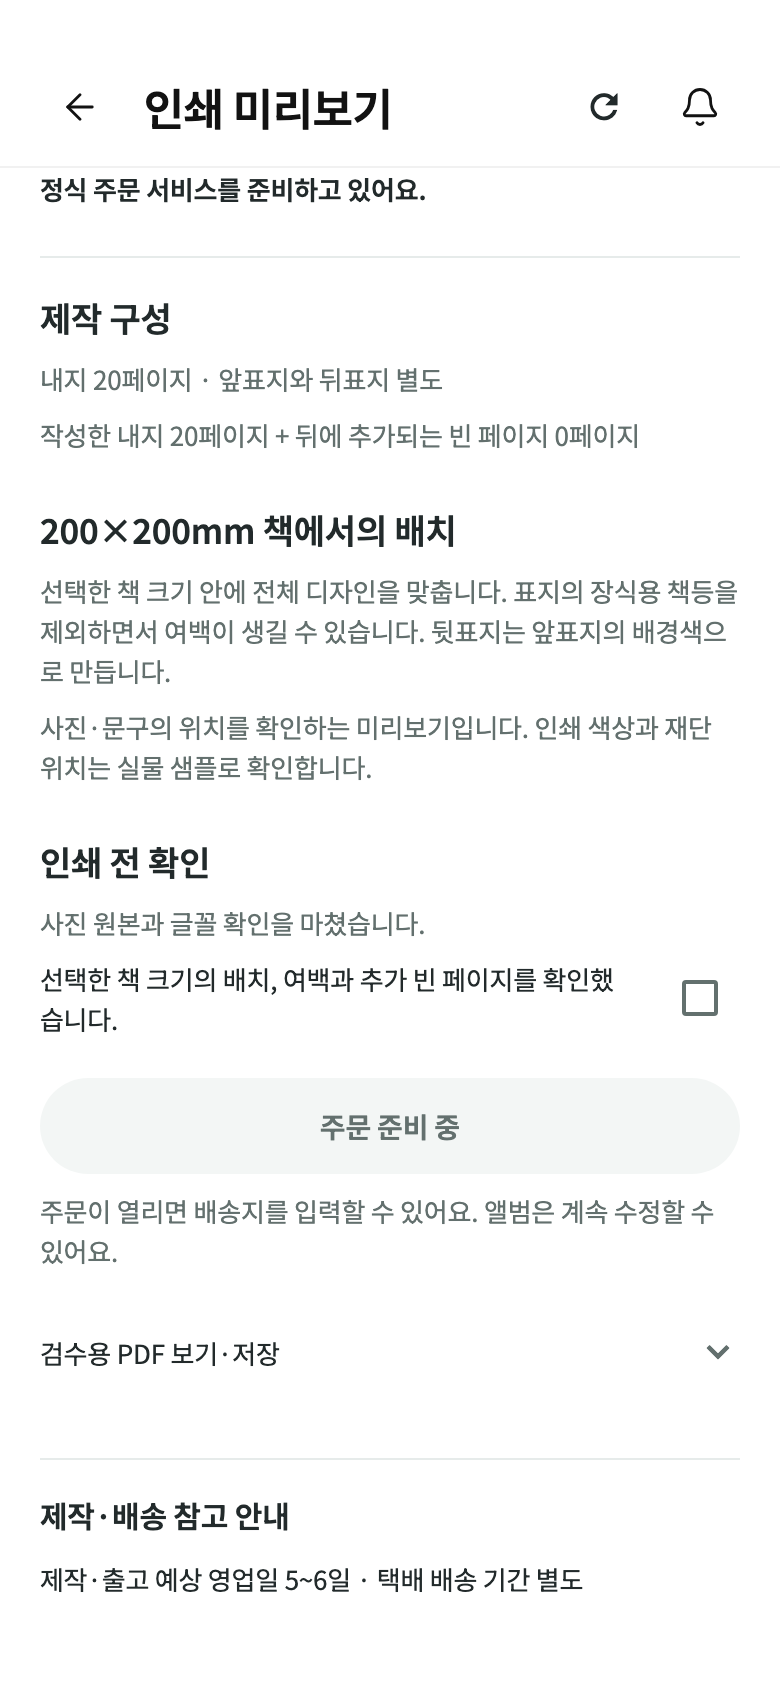 인쇄 미리보기
정식 주문 서비스를 준비하고 있어요.
제작 구성
내지 20페이지 · 앞표지와 뒤표지 별도
작성한 내지 20페이지 + 뒤에 추가되는 빈 페이지 0페이지
200×200mm 책에서의 배치
선택한 책 크기 안에 전체 디자인을 맞춥니다. 표지의 장식용 책등을
제외하면서 여백이 생길 수 있습니다. 뒷표지는 앞표지의 배경색으
로 만듭니다.
사진·문구의 위치를 확인하는 미리보기입니다. 인쇄 색상과 재단
위치는 실물 샘플로 확인합니다.
인쇄 전 확인
사진 원본과 글꼴 확인을 마쳤습니다.
선택한 책 크기의 배치, 여백과 추가 빈 페이지를 확인했
습니다.
주문 준비 중
주문이 열리면 배송지를 입력할 수 있어요. 앨범은 계속 수정할 수
있어요.
검수용 PDF 보기·저장
제작·배송 참고 안내
제작·출고 예상 영업일 5~6일 · 택배 배송 기간 별도